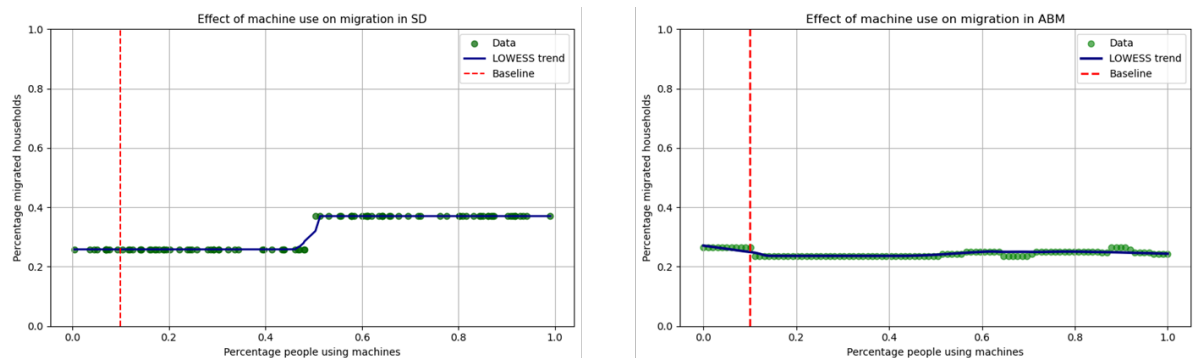 Effect of machine use on migration in SD
1.0
0.8
0.6
0.4
0.2
0.0
Percentage migrated households
Data
LOWESS trend
Baseline
0.0 0.2 0.4 0.6 0.8 1.0
Percentage people using machines
Effect of machine use on migration in ABM
1.0
0.8
0.6
0.4
0.2
0.0
Percentage migrated households
Data
LOWESS trend
Baseline
0.0 0.2 0.4 0.6 0.8 1.0
Percentage people using machines